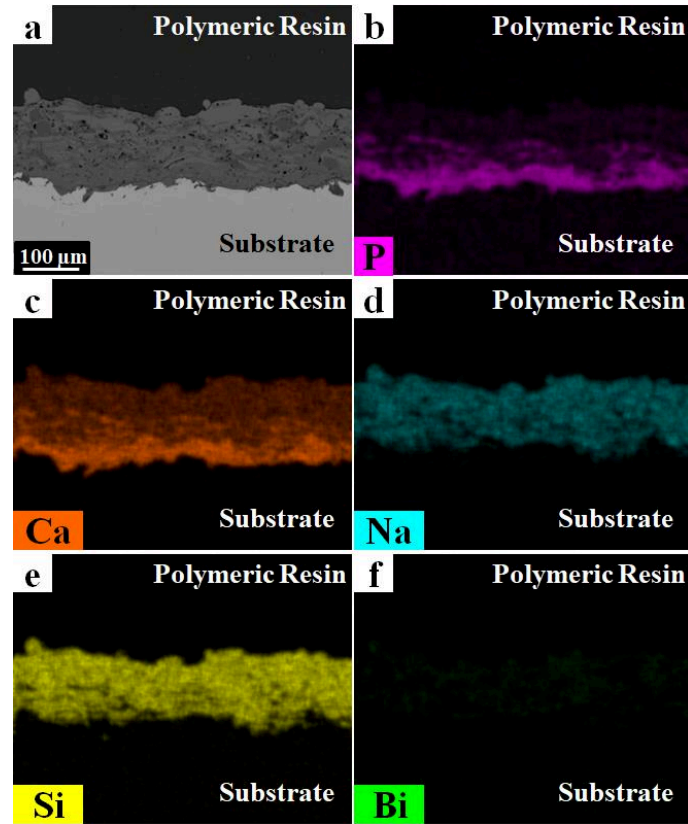 a
Polymeric Resin
100 μm
Substrate
b
Polymeric Resin
P
Substrate
c
Polymeric Resin
Ca
Substrate
d
Polymeric Resin
Na
Substrate
e
Polymeric Resin
Si
Substrate
f
Polymeric Resin
Bi
Substrate